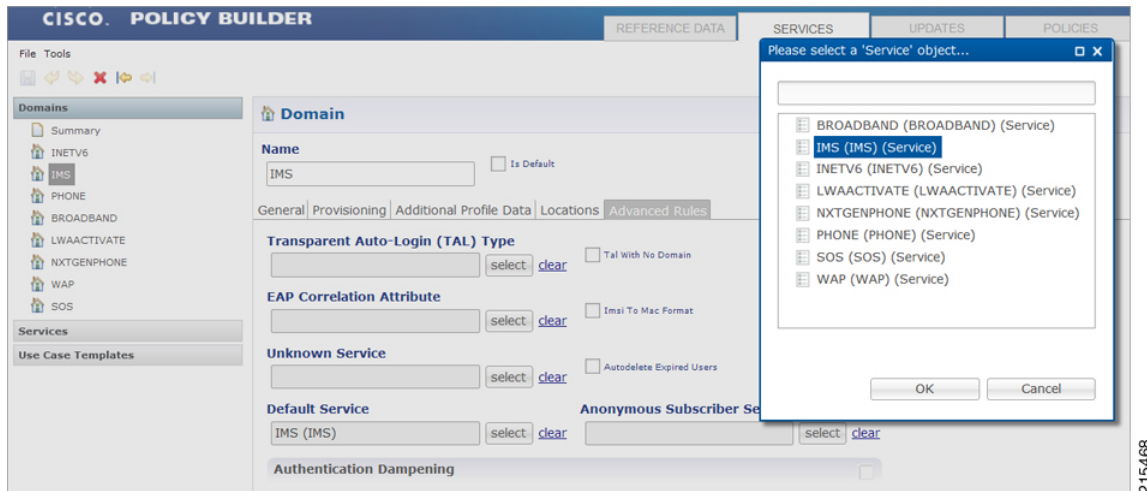 CISCO. POLICY BUILDER
REFERENCE DATA
SERVICES
UPDATES
POLICIES
File Tools
Domains
Summary
INETV6
IMS
PHONE
BROADBAND
LWAACTIVATE
NXTGENPHONE
WAP
SOS
Services
Use Case Templates
Domain
Name
IMS
Is Default
General
Provisioning
Additional Profile Data
Locations
Advanced Rules
Transparent Auto-Login (TAL) Type
select clear
Tal With No Domain
EAP Correlation Attribute
select clear
Imsi To Mac Format
Unknown Service
select clear
Autodelete Expired Users
Default Service
IMS (IMS)
select clear
Anonymous Subscriber Se
select clear
Authentication Dampening
Please select a 'Service' object...
BROADBAND (BROADBAND) (Service)
IMS (IMS) (Service)
INETV6 (INETV6) (Service)
LWAACTIVATE (LWAACTIVATE) (Service)
NXTGENPHONE (NXTGENPHONE) (Service)
PHONE (PHONE) (Service)
SOS (SOS) (Service)
WAP (WAP) (Service)
OK
Cancel